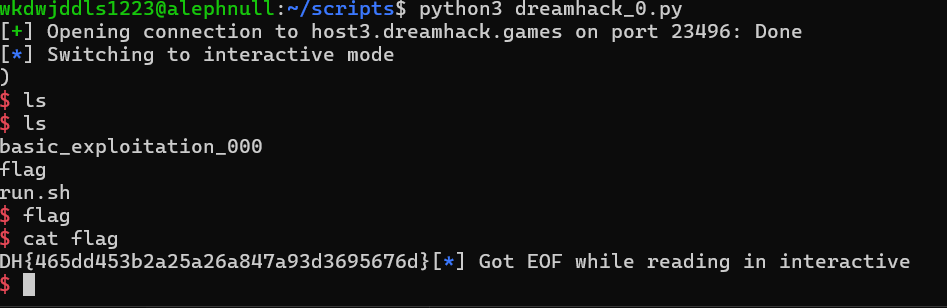 wkdwjddls1223@alephnull:~/scripts$ python3 dreamhack_0.py
[+] Opening connection to host3.dreamhack.games on port 23496: Done
[*] Switching to interactive mode
)
$ ls
$ ls
basic_exploitation_000
flag
run.sh
$ flag
$ cat flag
DH{465dd453b2a25a26a847a93d3695676d}[*] Got EOF while reading in interactive
$